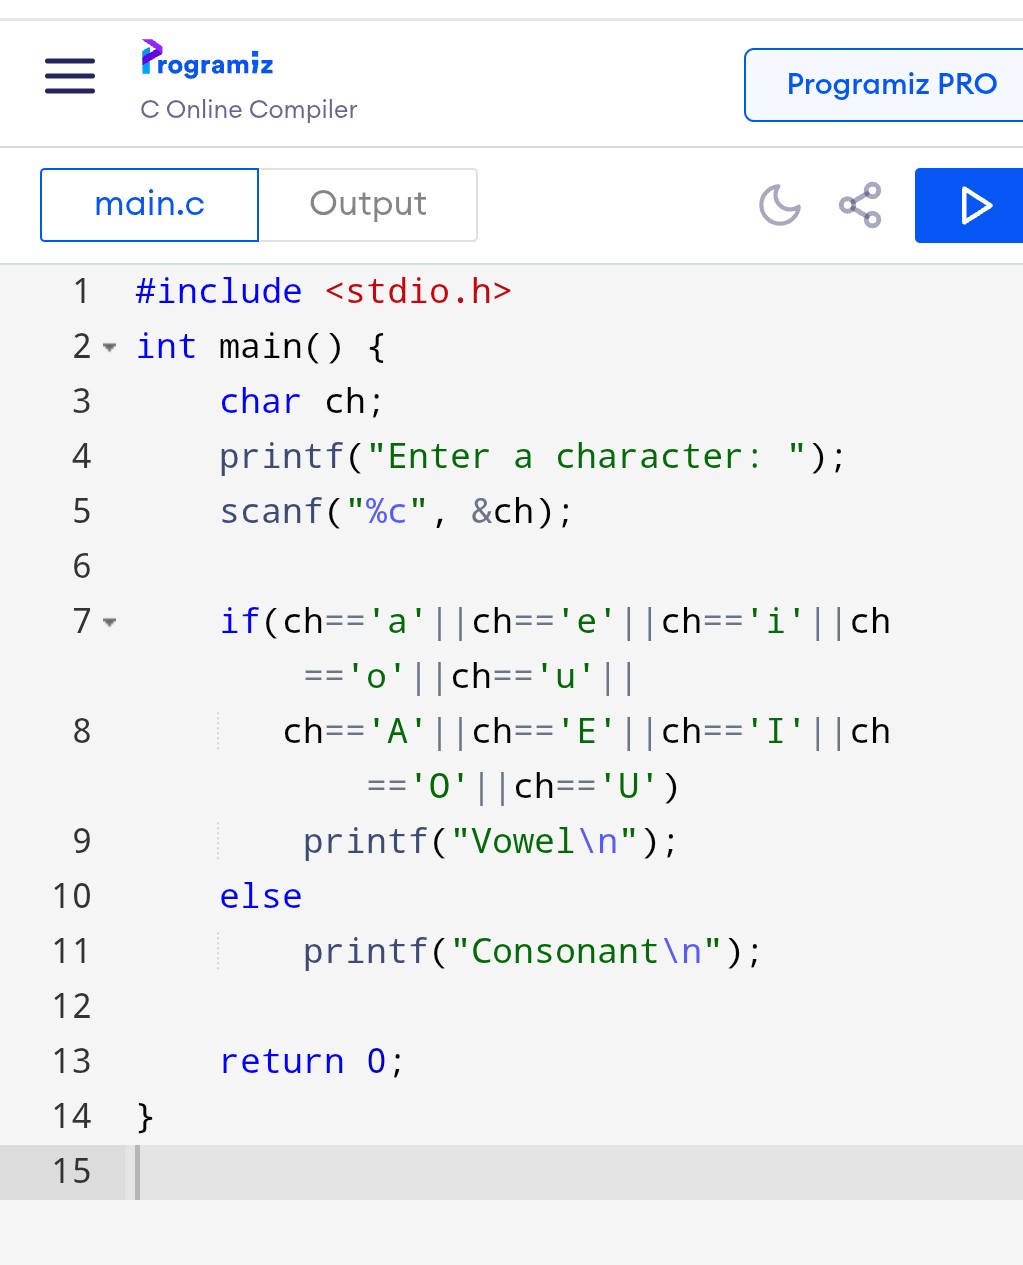 Programiz
C Online Compiler
Programiz PRO
main.c
Output
1 #include <stdio.h>
2 int main() {
3     char ch;
4     printf("Enter a character: ");
5     scanf("%c", &ch);
6
7     if(ch=='a'||ch=='e'||ch=='i'||ch
        =='o'||ch=='u'||
8        ch=='A'||ch=='E'||ch=='I'||ch
           =='O'||ch=='U')
9         printf("Vowel\n");
10     else
11         printf("Consonant\n");
12
13     return 0;
14 }
15